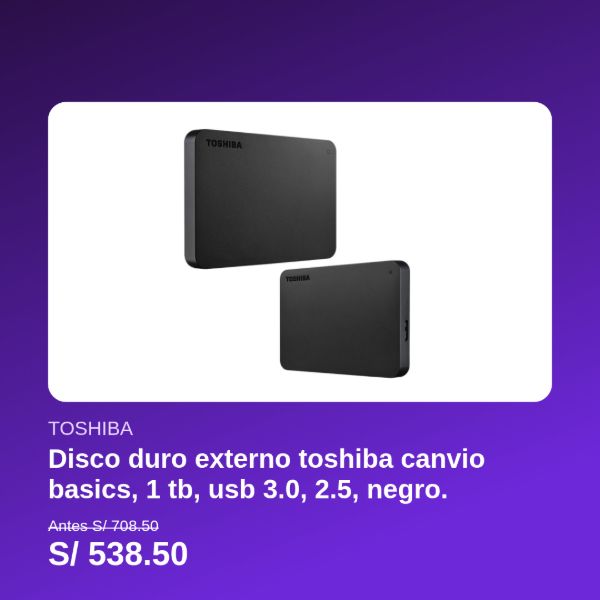 TOSHIBA
TOSHIBA
TOSHIBA
Disco duro externo toshiba canvio
basics, 1 tb, usb 3.0, 2.5, negro.
Antes S/ 708.50
S/ 538.50